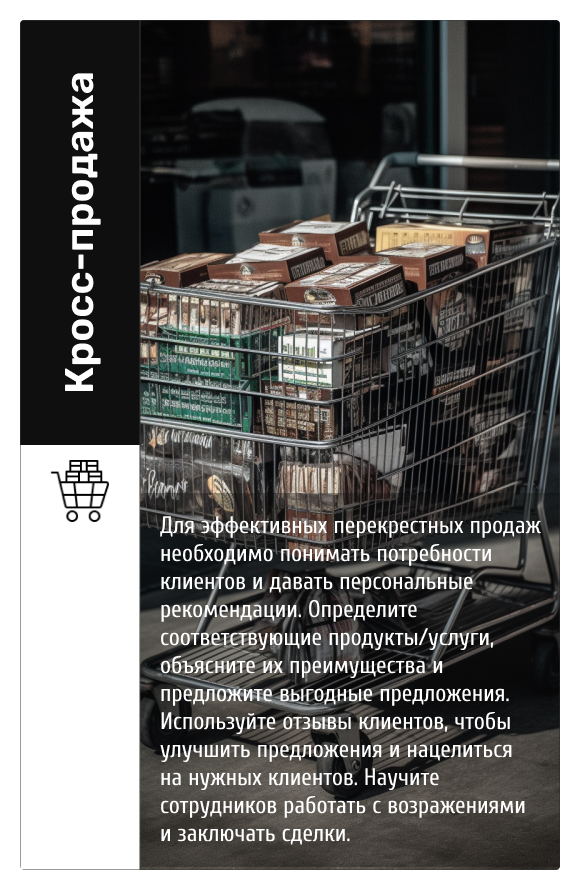 Кросс-продажа
Для эффективных перекрестных продаж
необходимо понимать потребности
клиентов и давать персональные
рекомендации. Определите
соответствующие продукты/услуги,
объясните их преимущества и
предложите выгодные предложения.
Используйте отзывы клиентов, чтобы
улучшить предложения и нацелиться
на нужных клиентов. Научите
сотрудников работать с возражениями
и заключать сделки.